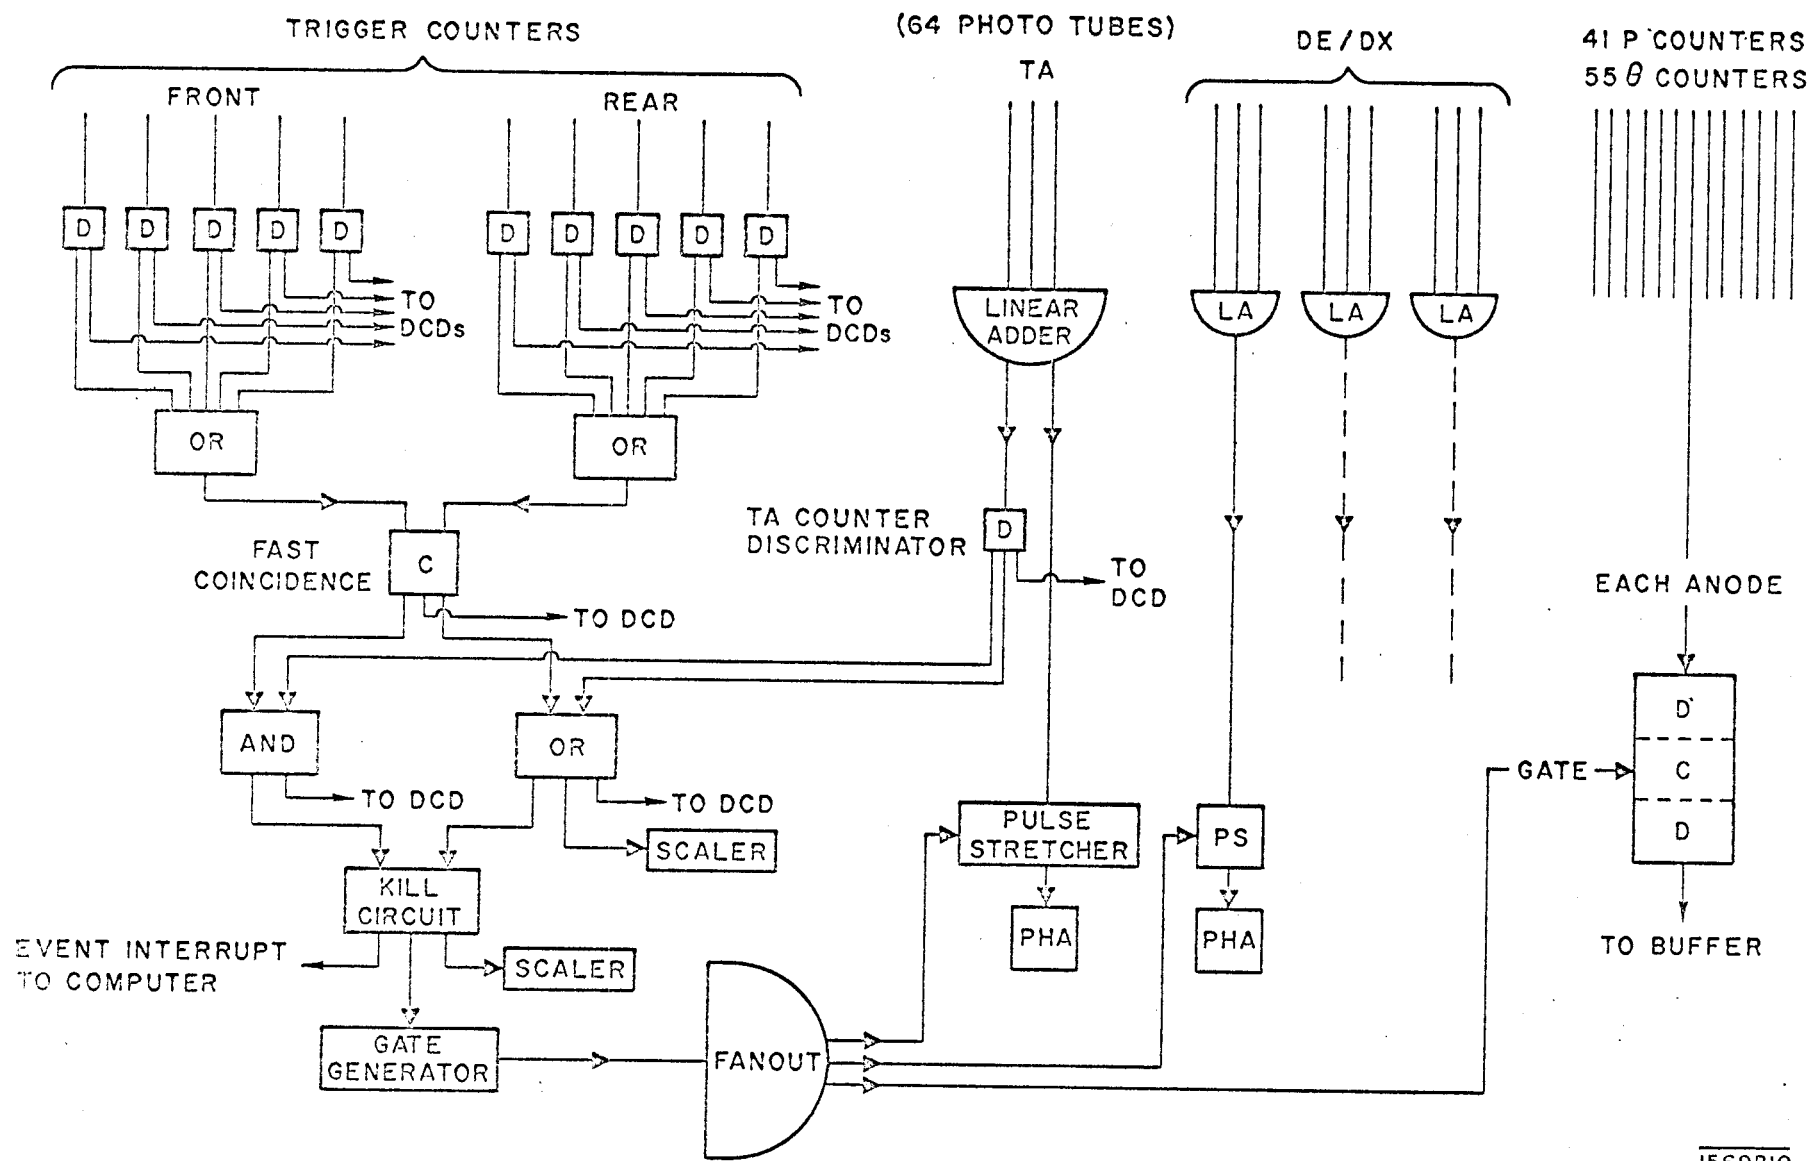 TRIGGER COUNTERS
FRONT
REAR
(64 PHOTO TUBES)
TA
DE/DX
41 P COUNTERS
55 θ COUNTERS
D
D
D
D
D
D
D
D
D
D
TO
DCDs
TO
DCDs
LINEAR
ADDER
LA
LA
LA
OR
OR
FAST
COINCIDENCE
C
TO DCD
TA COUNTER
DISCRIMINATOR
D
TO
DCD
EACH ANODE
AND
OR
TO DCD
TO DCD
SCALER
KILL
CIRCUIT
EVENT INTERRUPT
TO COMPUTER
SCALER
GATE
GENERATOR
FANOUT
PULSE
STRETCHER
PHA
PS
PHA
GATE
D
C
D
TO BUFFER